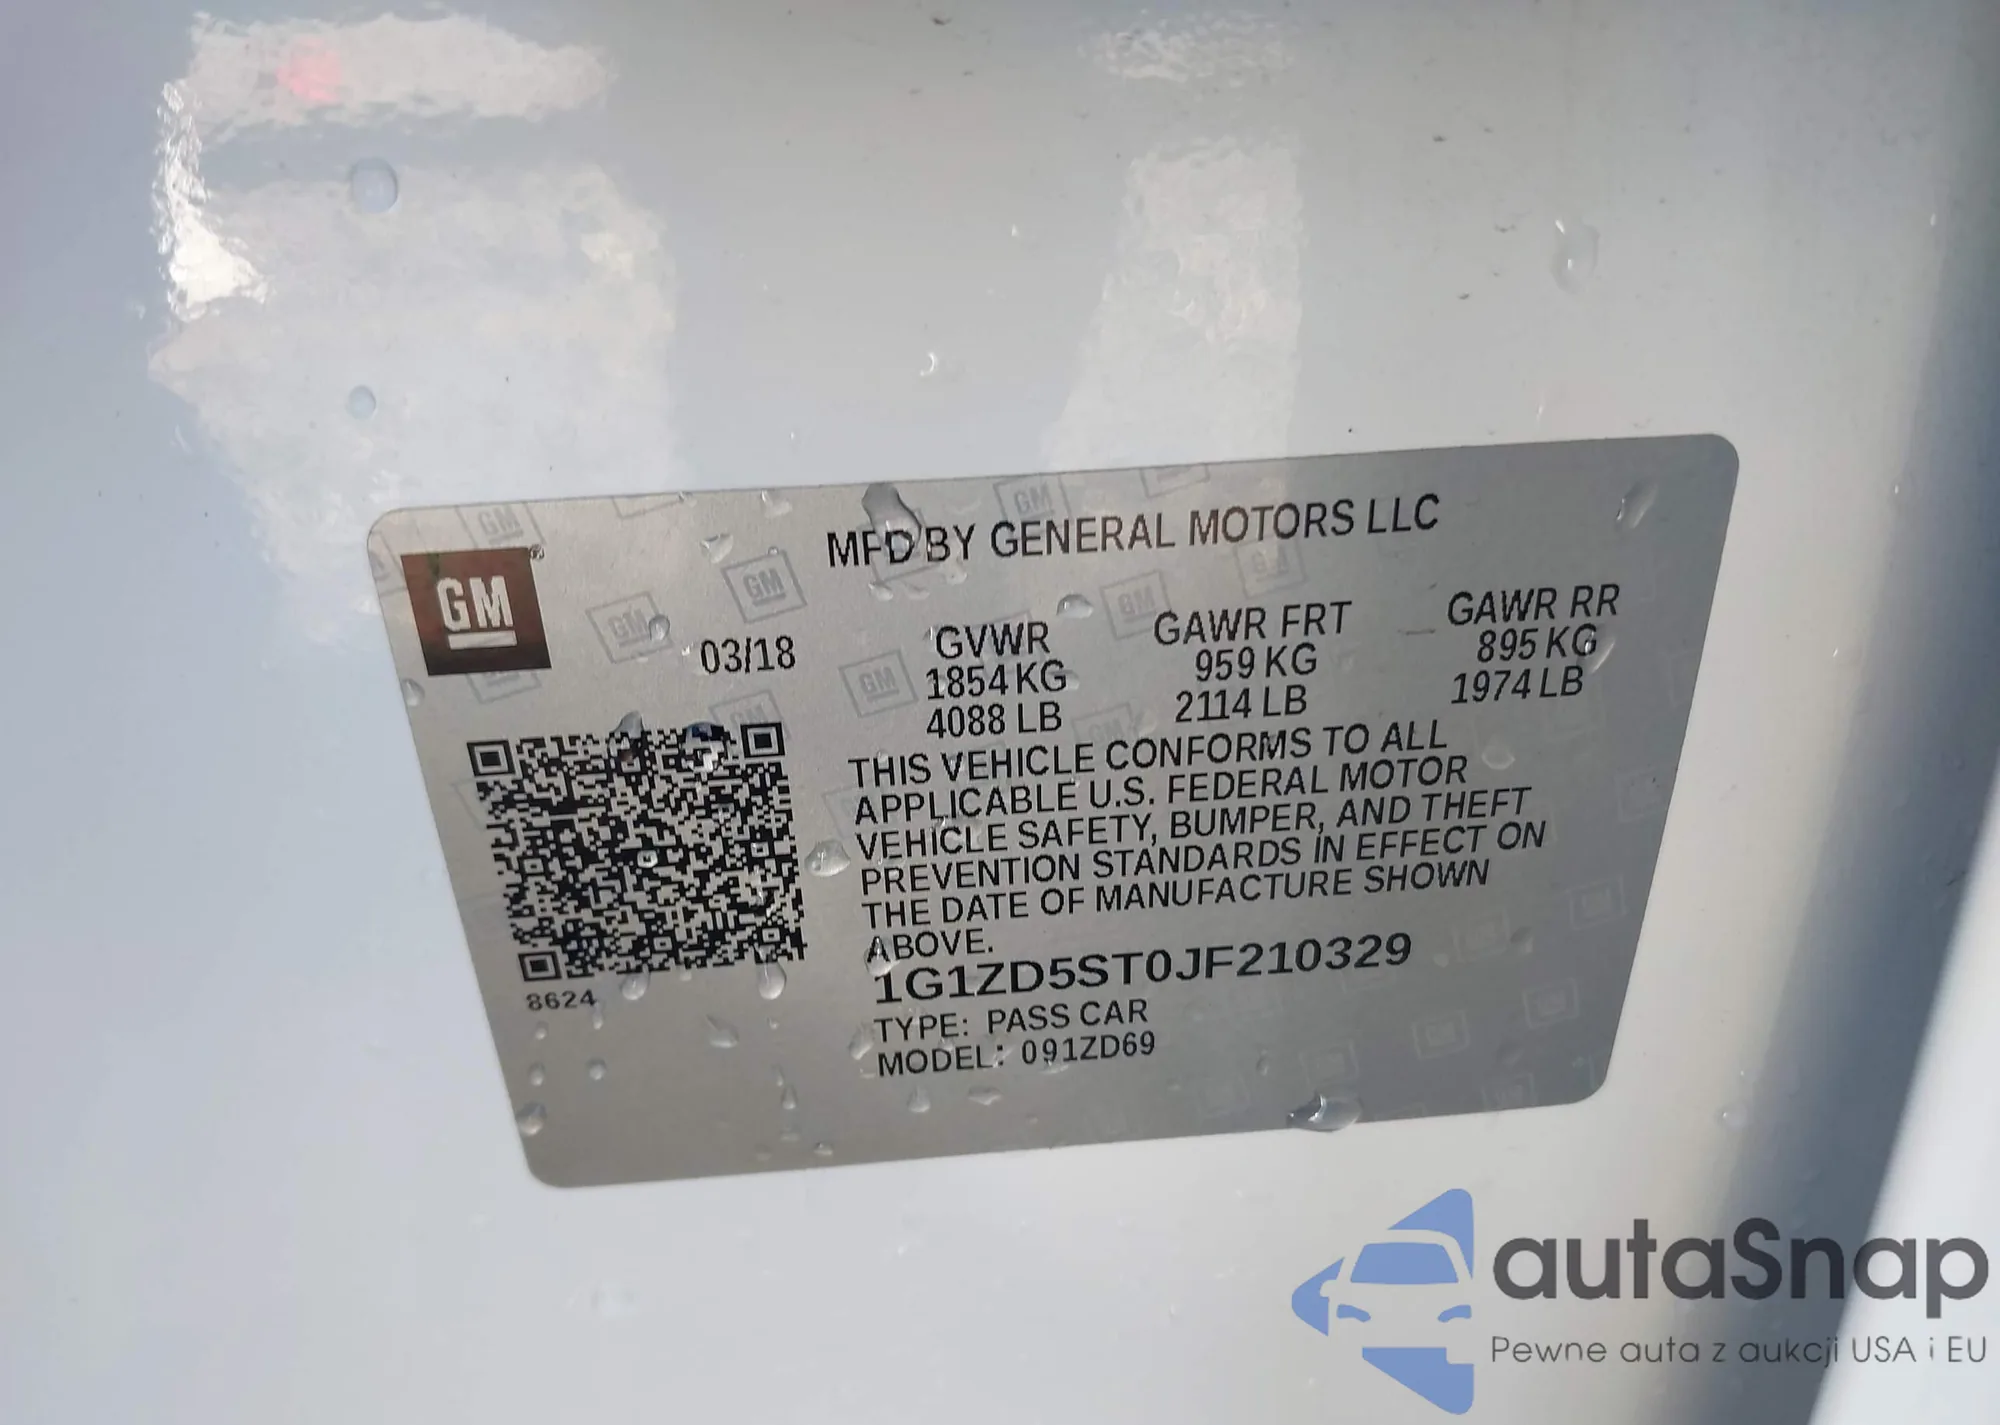 MFD BY GENERAL MOTORS LLC
GM
03/18
GVWR GAWR FRT GAWR RR
1854 KG 959 KG 895 KG
4088 LB 2114 LB 1974 LB
THIS VEHICLE CONFORMS TO ALL
APPLICABLE U.S. FEDERAL MOTOR
VEHICLE SAFETY, BUMPER, AND THEFT
PREVENTION STANDARDS IN EFFECT ON
THE DATE OF MANUFACTURE SHOWN
ABOVE.
1G1ZD5ST0JF210329
8624
TYPE: PASS CAR
MODEL: 091ZD69
autaSnap
Pewne auta z aukcji USA i EU